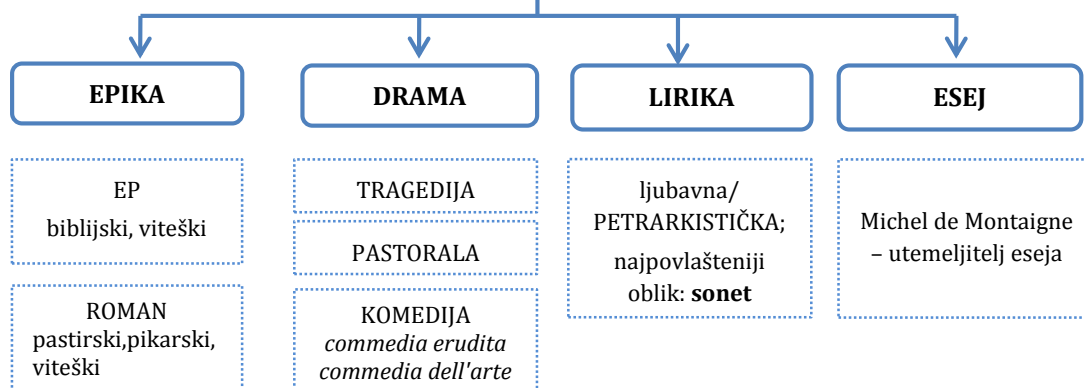 EPIKA
DRAMA
LIRIKA
ESEJ
EP
biblijski, viteški
ROMAN
pastirski,pikarski,
viteški
TRAGEDIJA
PASTORALA
KOMEDIJA
commedia erudita
commedia dell'arte
ljubavna/
PETRARKISTIČKA;
najpovlašteniji
oblik: sonet
Michel de Montaigne
– utemeljitelj eseja